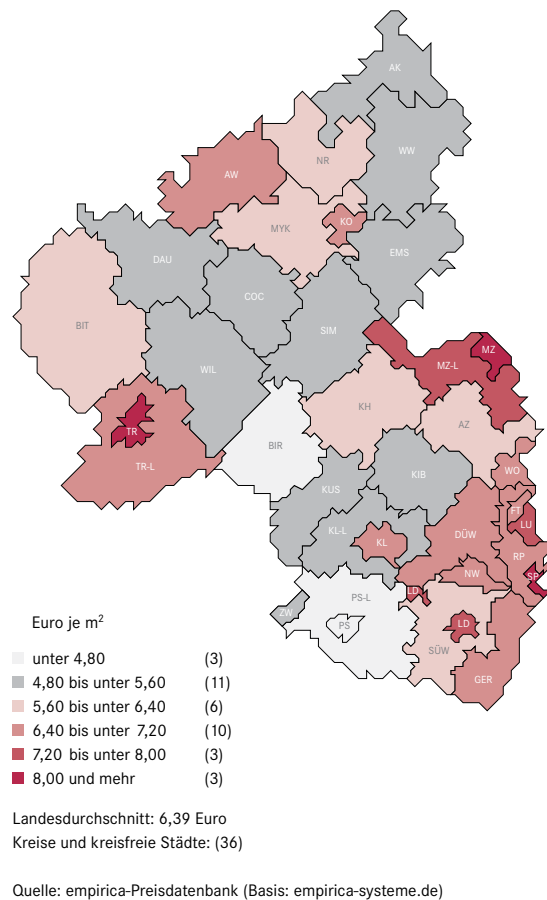 AK
NR
WW
AW
KO
MYK
EMS
DAU
COC
SIM
BIT
WIL
MZ
MZ-L
KH
AZ
TR
BIR
TR-L
WO
KIB
KUS
FT
LU
KL-L
KL
DÜW
RP
NW
SP
LD
PS-L
ZW
PS
LD
SÜW
GER
Euro je m²
unter 4,80 (3)
4,80 bis unter 5,60 (11)
5,60 bis unter 6,40 (6)
6,40 bis unter 7,20 (10)
7,20 bis unter 8,00 (3)
8,00 und mehr (3)
Landesdurchschnitt: 6,39 Euro
Kreise und kreisfreie Städte: (36)
Quelle: empirica-Preisdatenbank (Basis: empirica-systeme.de)